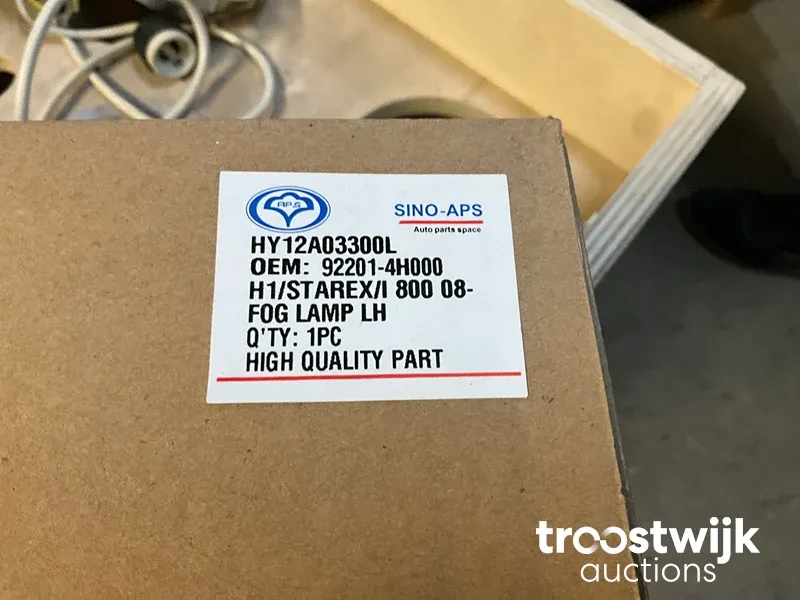 APS
SINO-APS
Auto parts space
HY12A03300L
OEM: 92201-4H000
H1/STAREX/I 800 08-
FOG LAMP LH
Q'TY: 1PC
HIGH QUALITY PART
troostwijk
auctions